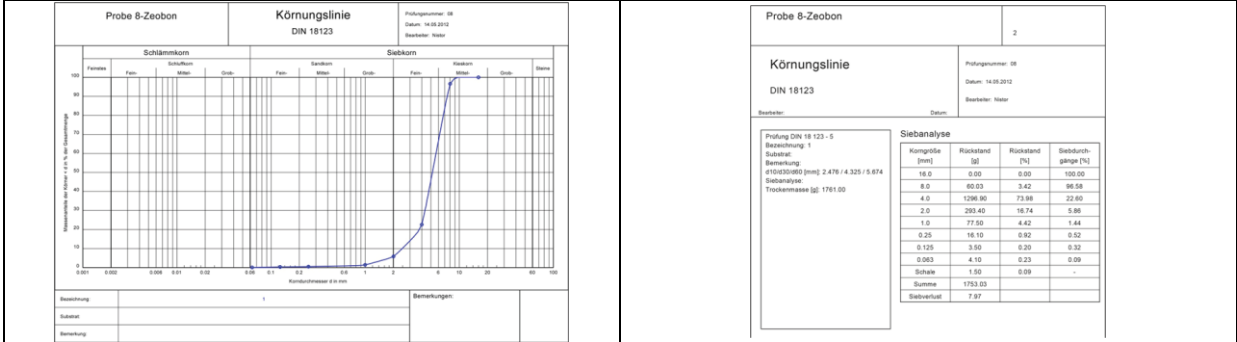 Probe 8-Zeobon
Körnungslinie
DIN 18123
Prüfungsnummer: 08
Datum: 14.05.2012
Bearbeiter: Nietor
Schlämmkorn
Siebkorn
Feinstes
Schluffkorn
Sandkorn
Kieskorn
Steine
Fein- Mittel- Grob- Fein- Mittel- Grob- Fein- Mittel- Grob-
100
90
80
70
60
50
40
30
20
10
0
Massenanteile der Körner < d in % der Gesamtmenge
0.001 0.002 0.006 0.01 0.02 0.06 0.1 0.2 0.6 1 2 6 10 20 60 100
Korndurchmesser d in mm
Bezeichnung: 1
Bemerkungen:
Substrat:
Bemerkung:
Probe 8-Zeobon
2
Körnungslinie
DIN 18123
Prüfungsnummer: 08
Datum: 14.05.2012
Bearbeiter: Nietor
Bearbeiter: Datum:
Prüfung DIN 18 123 - 5
Bezeichnung: 1
Substrat:
Bemerkung:
d10/d30/d60 [mm]: 2.476 / 4.325 / 5.674
Siebanalyse:
Trockenmasse [g]: 1761.00
Siebanalyse
Korngröße [mm] Rückstand [g] Rückstand [%] Siebdurch-gänge [%]
16.0 0.00 0.00 100.00
8.0 60.03 3.42 96.58
4.0 1296.90 73.98 22.60
2.0 293.40 16.74 5.86
1.0 77.50 4.42 1.44
0.25 16.10 0.92 0.52
0.125 3.50 0.20 0.32
0.063 4.10 0.23 0.09
Schale 1.50 0.09 -
Summe 1753.03
Siebverlust 7.97